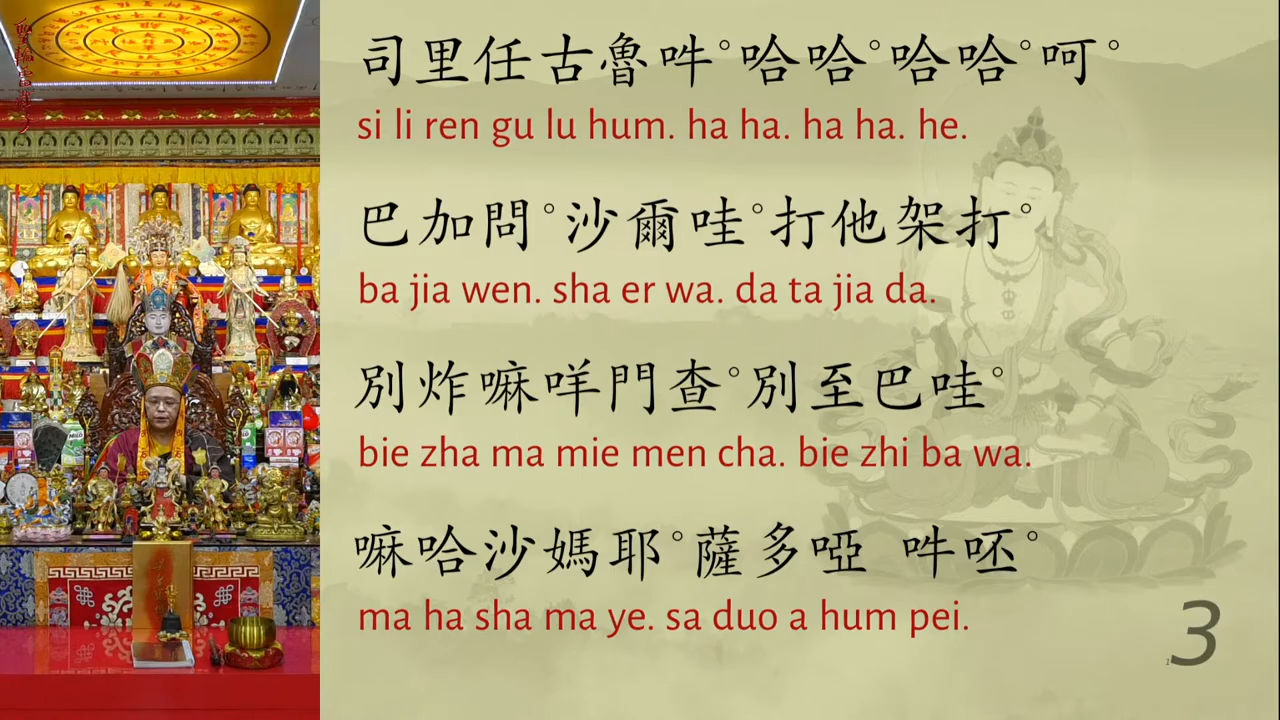 司里任古魯吽。哈哈。哈哈。呵。
si li ren gu lu hum. ha ha. ha ha. he.
巴加問。沙爾哇。打他架打。
ba jia wen. sha er wa. da ta jia da.
別炸嘛咩門查。別至巴哇。
bie zha ma mie men cha. bie zhi ba wa.
嘛哈沙媽耶。薩多啞 吽呸。
ma ha sha ma ye. sa duo a hum pei.
3